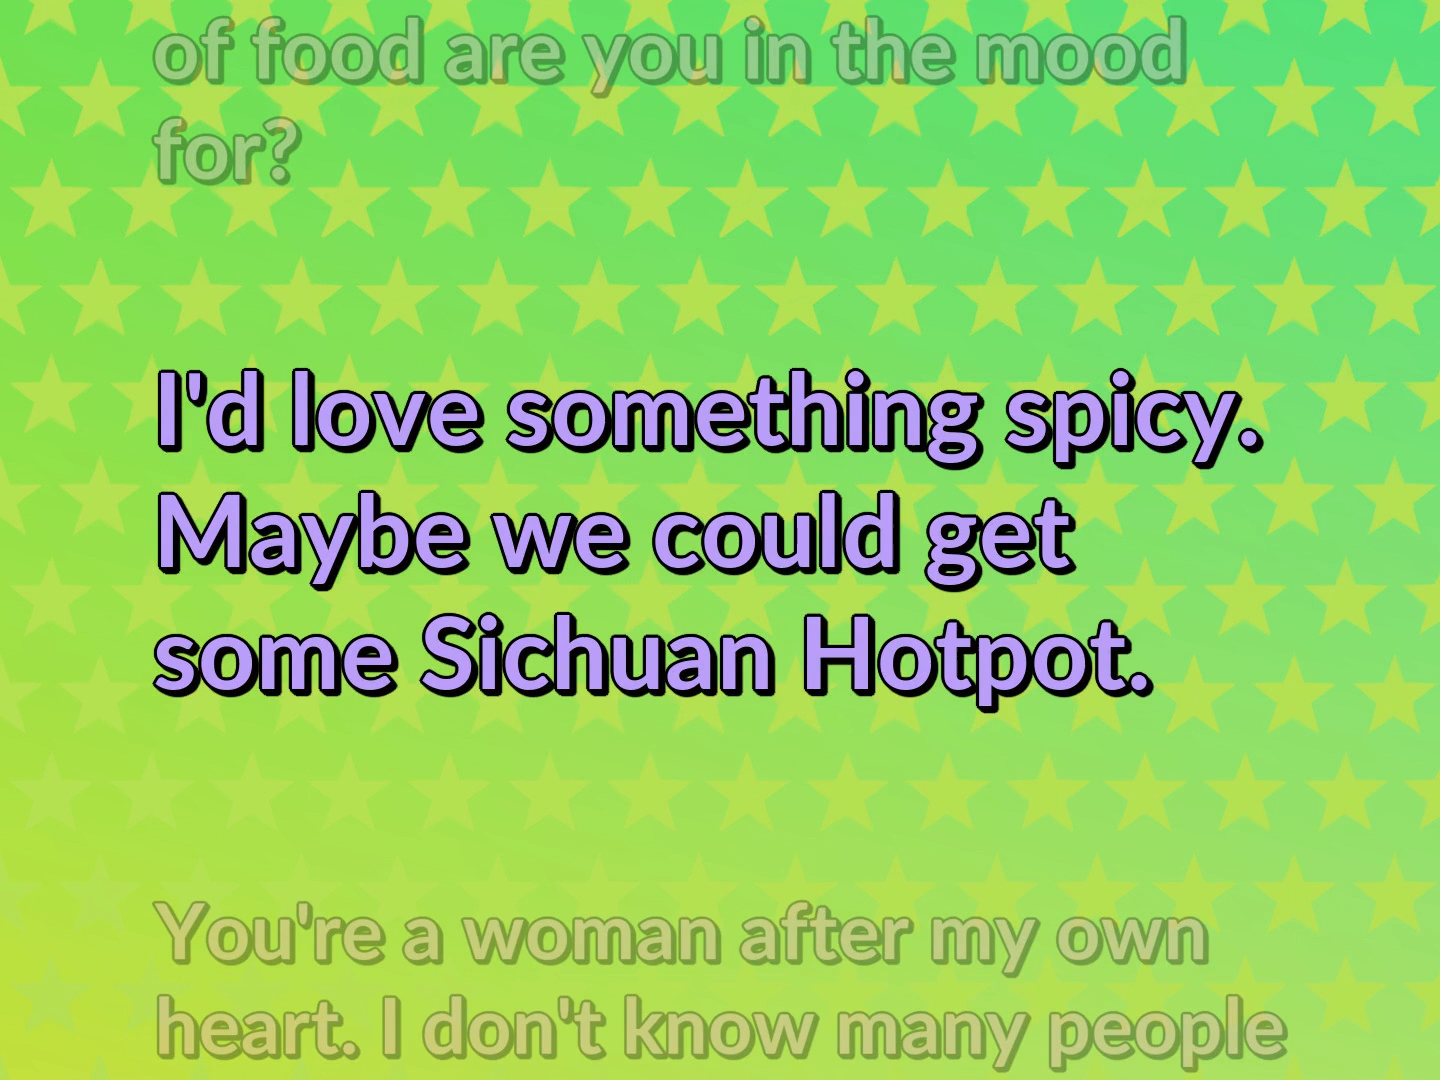 of food are you in the mood
for?
I'd love something spicy.
Maybe we could get
some Sichuan Hotpot.
You're a woman after my own
heart. I don't know many people